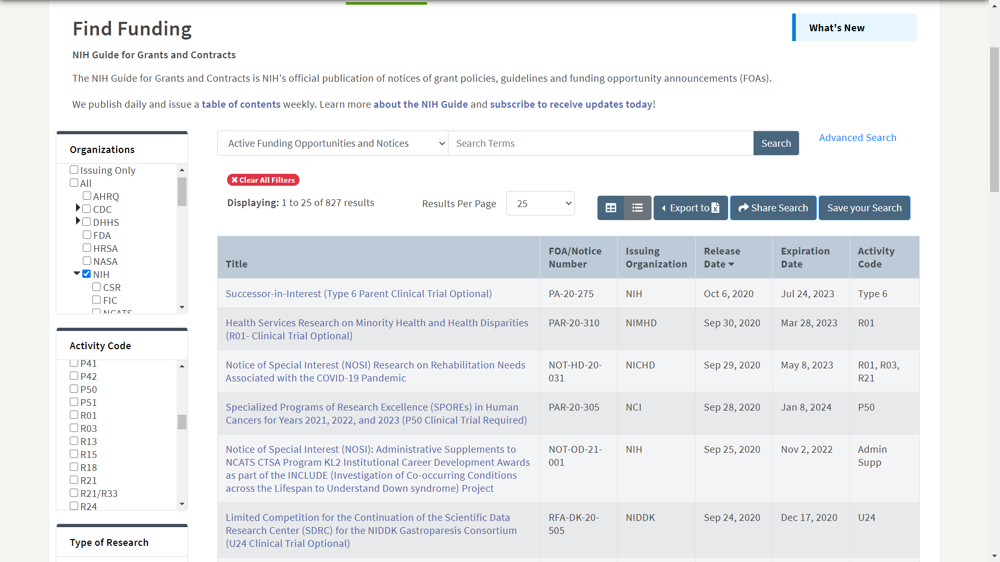 Find Funding
What's New
NIH Guide for Grants and Contracts
The NIH Guide for Grants and Contracts is NIH's official publication of notices of grant policies, guidelines and funding opportunity announcements (FOAs).
We publish daily and issue a table of contents weekly. Learn more about the NIH Guide and subscribe to receive updates today!
Organizations
Issuing Only
All
AHRQ
CDC
DHHS
FDA
HRSA
NASA
NIH
CSR
FIC
NCATS
Activity Code
P41
P42
P50
P51
R01
R03
R13
R15
R18
R21
R21/R33
R24
Type of Research
Active Funding Opportunities and Notices
Search Terms
Search
Advanced Search
Clear All Filters
Displaying: 1 to 25 of 827 results
Results Per Page
25
Export to
Share Search
Save your Search
Title
FOA/Notice Number
Issuing Organization
Release Date
Expiration Date
Activity Code
Successor-in-Interest (Type 6 Parent Clinical Trial Optional)
PA-20-275
NIH
Oct 6, 2020
Jul 24, 2023
Type 6
Health Services Research on Minority Health and Health Disparities
(R01- Clinical Trial Optional)
PAR-20-310
NIMHD
Sep 30, 2020
Mar 28, 2023
R01
Notice of Special Interest (NOSI) Research on Rehabilitation Needs
Associated with the COVID-19 Pandemic
NOT-HD-20-
031
NICHD
Sep 29, 2020
May 8, 2023
R01, R03,
R21
Specialized Programs of Research Excellence (SPOREs) in Human
Cancers for Years 2021, 2022, and 2023 (P50 Clinical Trial Required)
PAR-20-305
NCI
Sep 28, 2020
Jan 8, 2024
P50
Notice of Special Interest (NOSI): Administrative Supplements to
NCATS CTSA Program KL2 Institutional Career Development Awards
as part of the INCLUDE (Investigation of Co-occurring Conditions
across the Lifespan to Understand Down syndrome) Project
NOT-OD-21-
001
NIH
Sep 25, 2020
Nov 2, 2022
Admin
Supp
Limited Competition for the Continuation of the Scientific Data
Research Center (SDRC) for the NIDDK Gastroparesis Consortium
(U24 Clinical Trial Optional)
RFA-DK-20-
505
NIDDK
Sep 24, 2020
Dec 17, 2020
U24